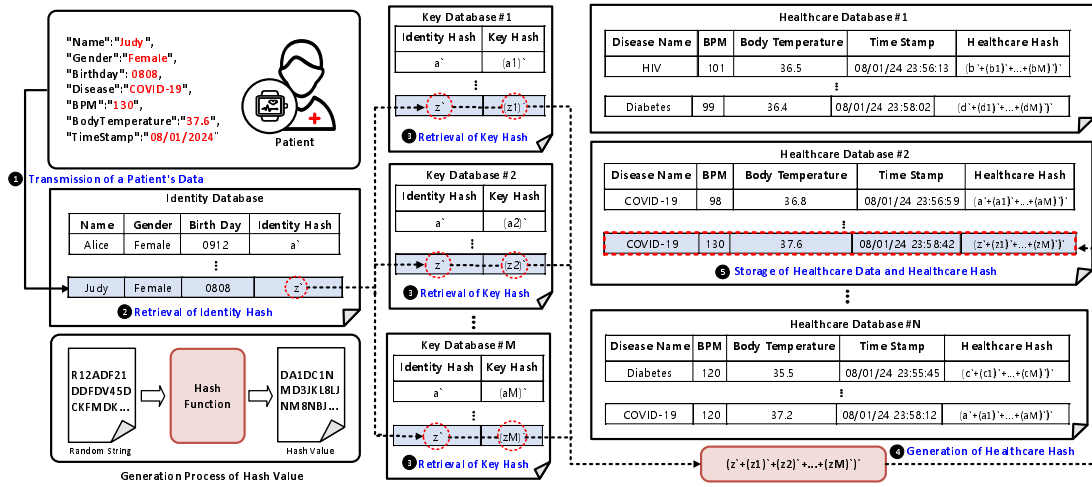 "Name":"Judy",
"Gender":"Female",
"Birthday": 0808,
"Disease":"COVID-19",
"BPM":"130",
"BodyTemperature":"37.6",
"TimeStamp":"08/01/2024"
Patient
1 Transmission of a Patient's Data
Identity Database
Name Gender Birth Day Identity Hash
Alice Female 0912 a`
⋮
Judy Female 0808 z`
2 Retrieval of Identity Hash
R12ADF21
DDFDV45D
CKFMDK...
Random String
Hash
Function
DA1DC1N
MD3JKL8LJ
NM8NBJ...
Hash Value
Generation Process of Hash Value
Key Database #1
Identity Hash Key Hash
a` (a1)`
⋮
z` (z1)`
3 Retrieval of Key Hash
Key Database #2
Identity Hash Key Hash
a` (a2)`
⋮
z` (z2)`
3 Retrieval of Key Hash
⋮
Key Database #M
Identity Hash Key Hash
a` (aM)`
⋮
z` (zM)`
3 Retrieval of Key Hash
Healthcare Database #1
Disease Name BPM Body Temperature Time Stamp Healthcare Hash
HIV 101 36.5 08/01/24 23:56:13 (b`+(b1)`+...+(bM)`)`
⋮
Diabetes 99 36.4 08/01/24 23:58:02 (d`+(d1)`+...+(dM)`)`
Healthcare Database #2
Disease Name BPM Body Temperature Time Stamp Healthcare Hash
COVID-19 98 36.8 08/01/24 23:56:59 (a`+(a1)`+...+(aM)`)`
⋮
COVID-19 130 37.6 08/01/24 23:58:42 (z`+(z1)`+...+(zM)`)`
5 Storage of Healthcare Data and Healthcare Hash
⋮
Healthcare Database #N
Disease Name BPM Body Temperature Time Stamp Healthcare Hash
Diabetes 120 35.5 08/01/24 23:55:45 (c`+(c1)`+...+(cM)`)`
⋮
COVID-19 120 37.2 08/01/24 23:58:12 (a`+(a1)`+...+(aM)`)`
4 Generation of Healthcare Hash
(z`+(z1)`+(z2)`+...+(zM)`)`